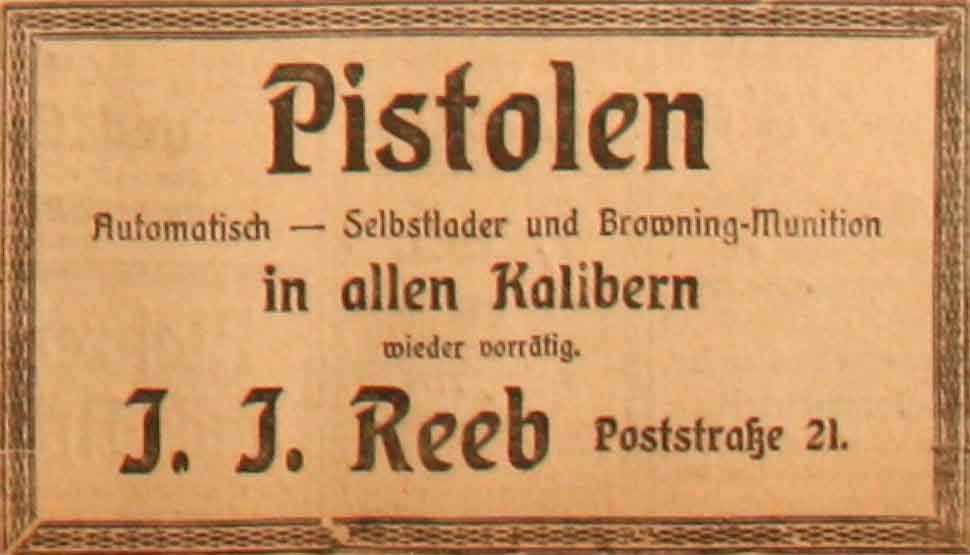 Pistolen
Automatisch — Selbstlader und Browning-Munition
in allen Kalibern
wieder vorrätig.
J. J. Reeb Poststraße 21.